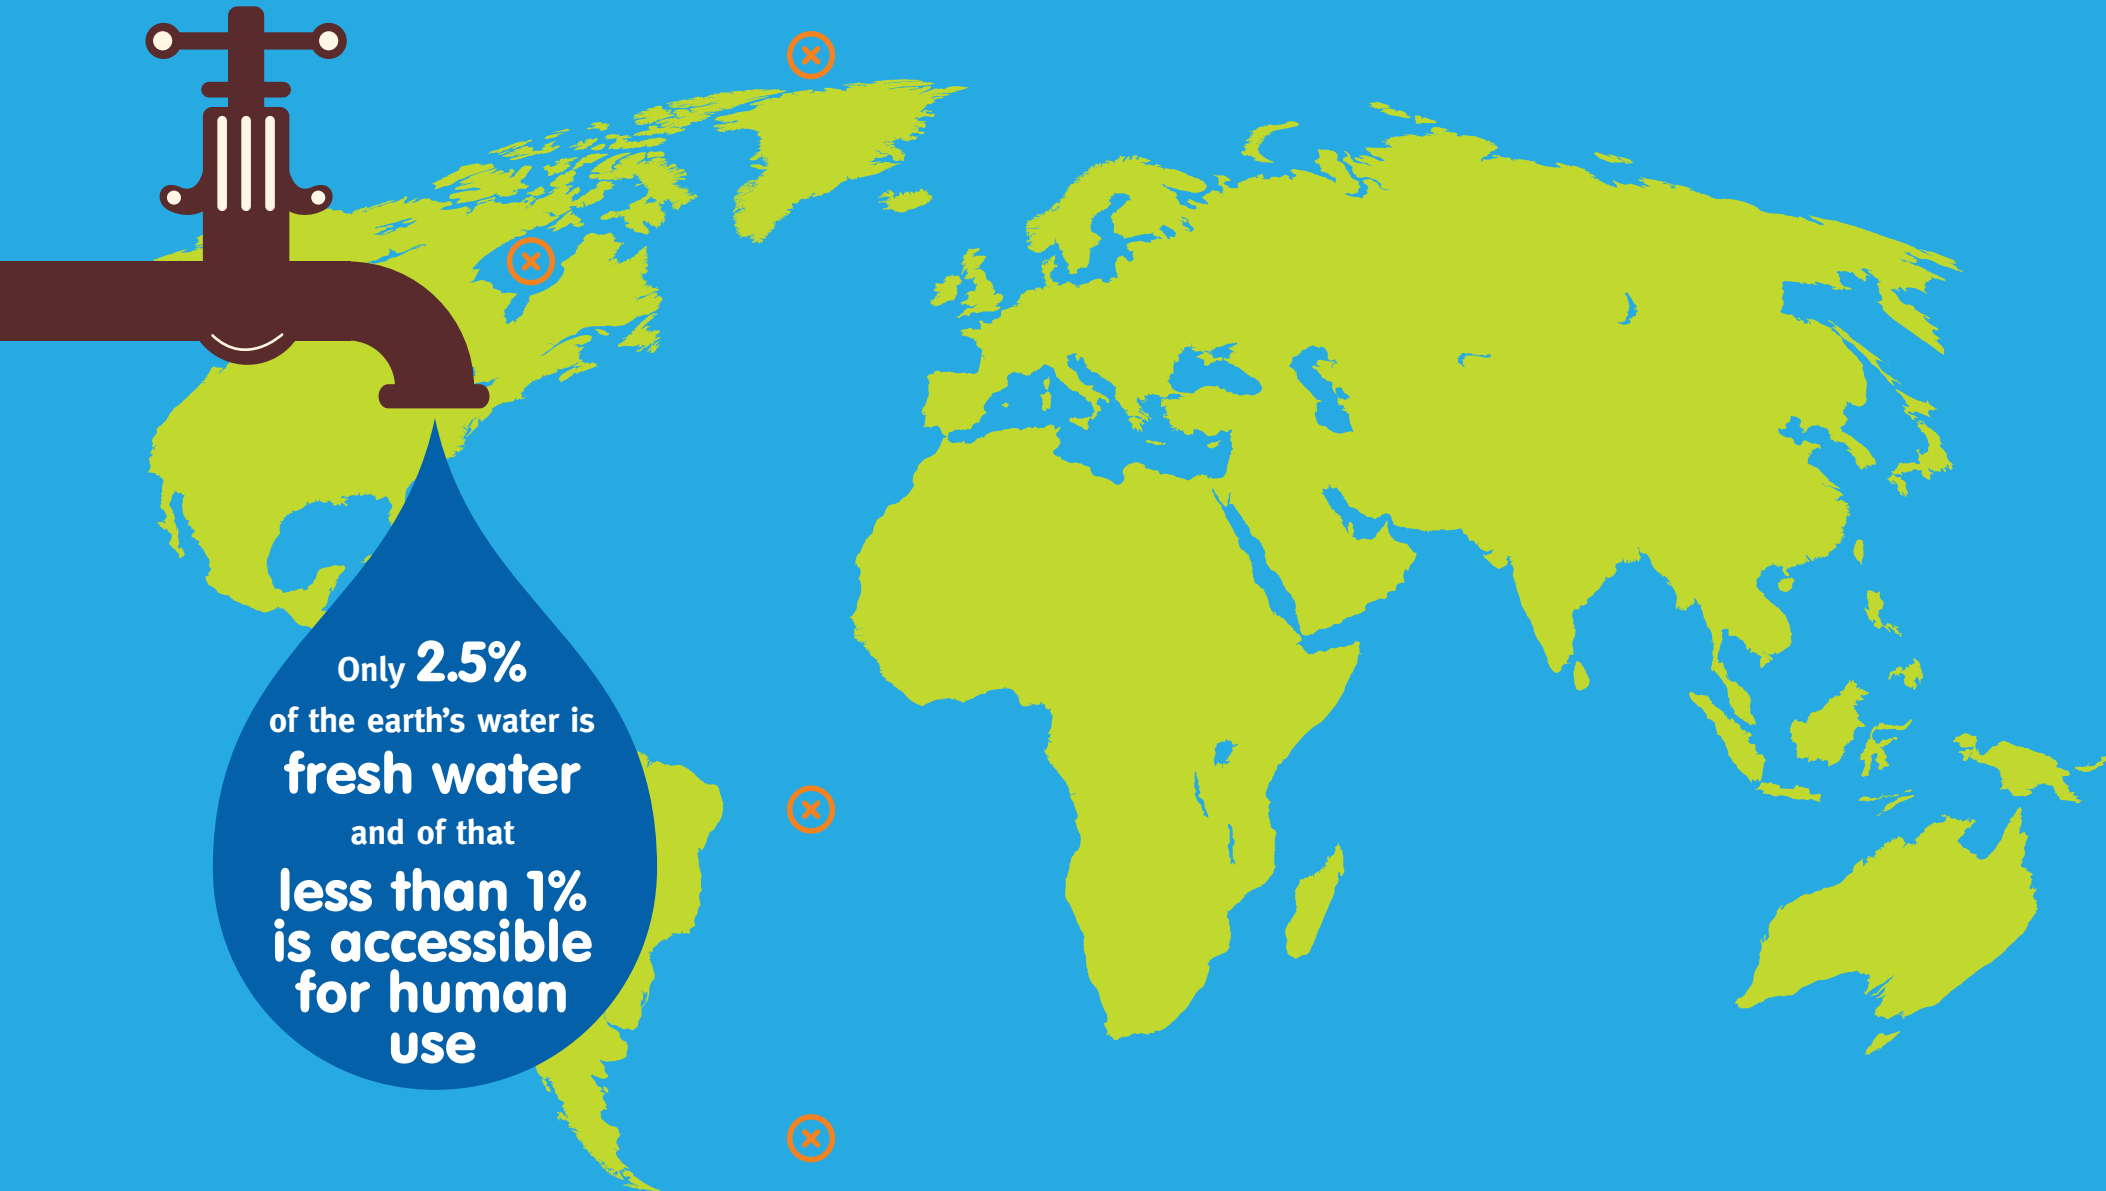 Only 2.5%
of the earth’s water is
fresh water
and of that
less than 1%
is accessible
for human
use